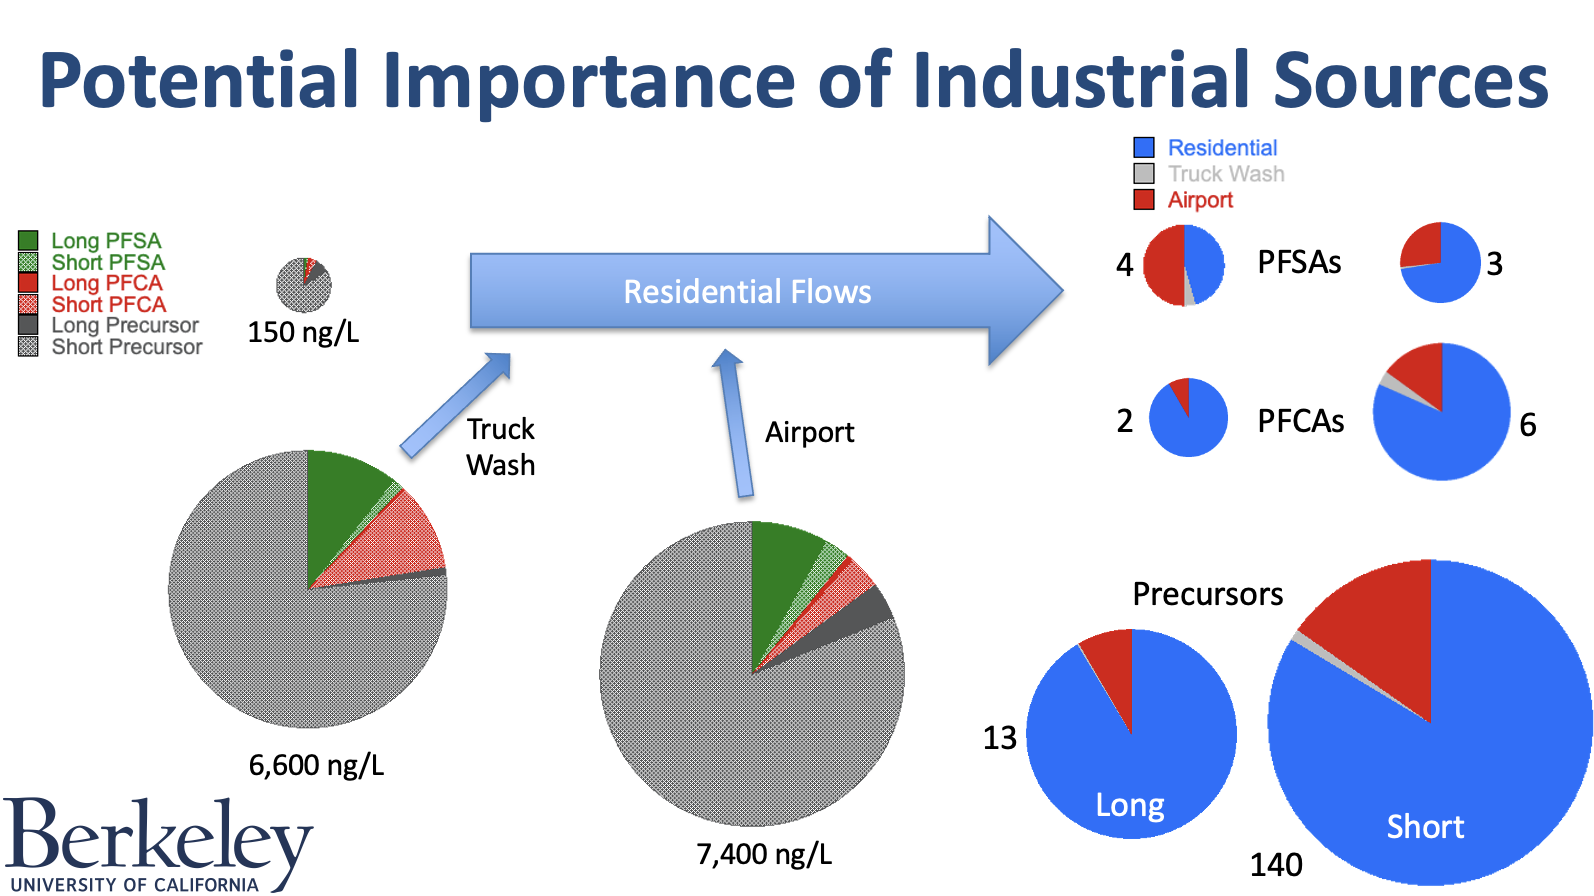 Potential Importance of Industrial Sources
Residential
Truck Wash
Airport
Long PFSA
Short PFSA
Long PFCA
Short PFCA
Long Precursor
Short Precursor
150 ng/L
Residential Flows
4
PFSAs
3
Truck
Wash
Airport
2
PFCAs
6
Precursors
6,600 ng/L
7,400 ng/L
13
Long
Short
140
Berkeley
UNIVERSITY OF CALIFORNIA